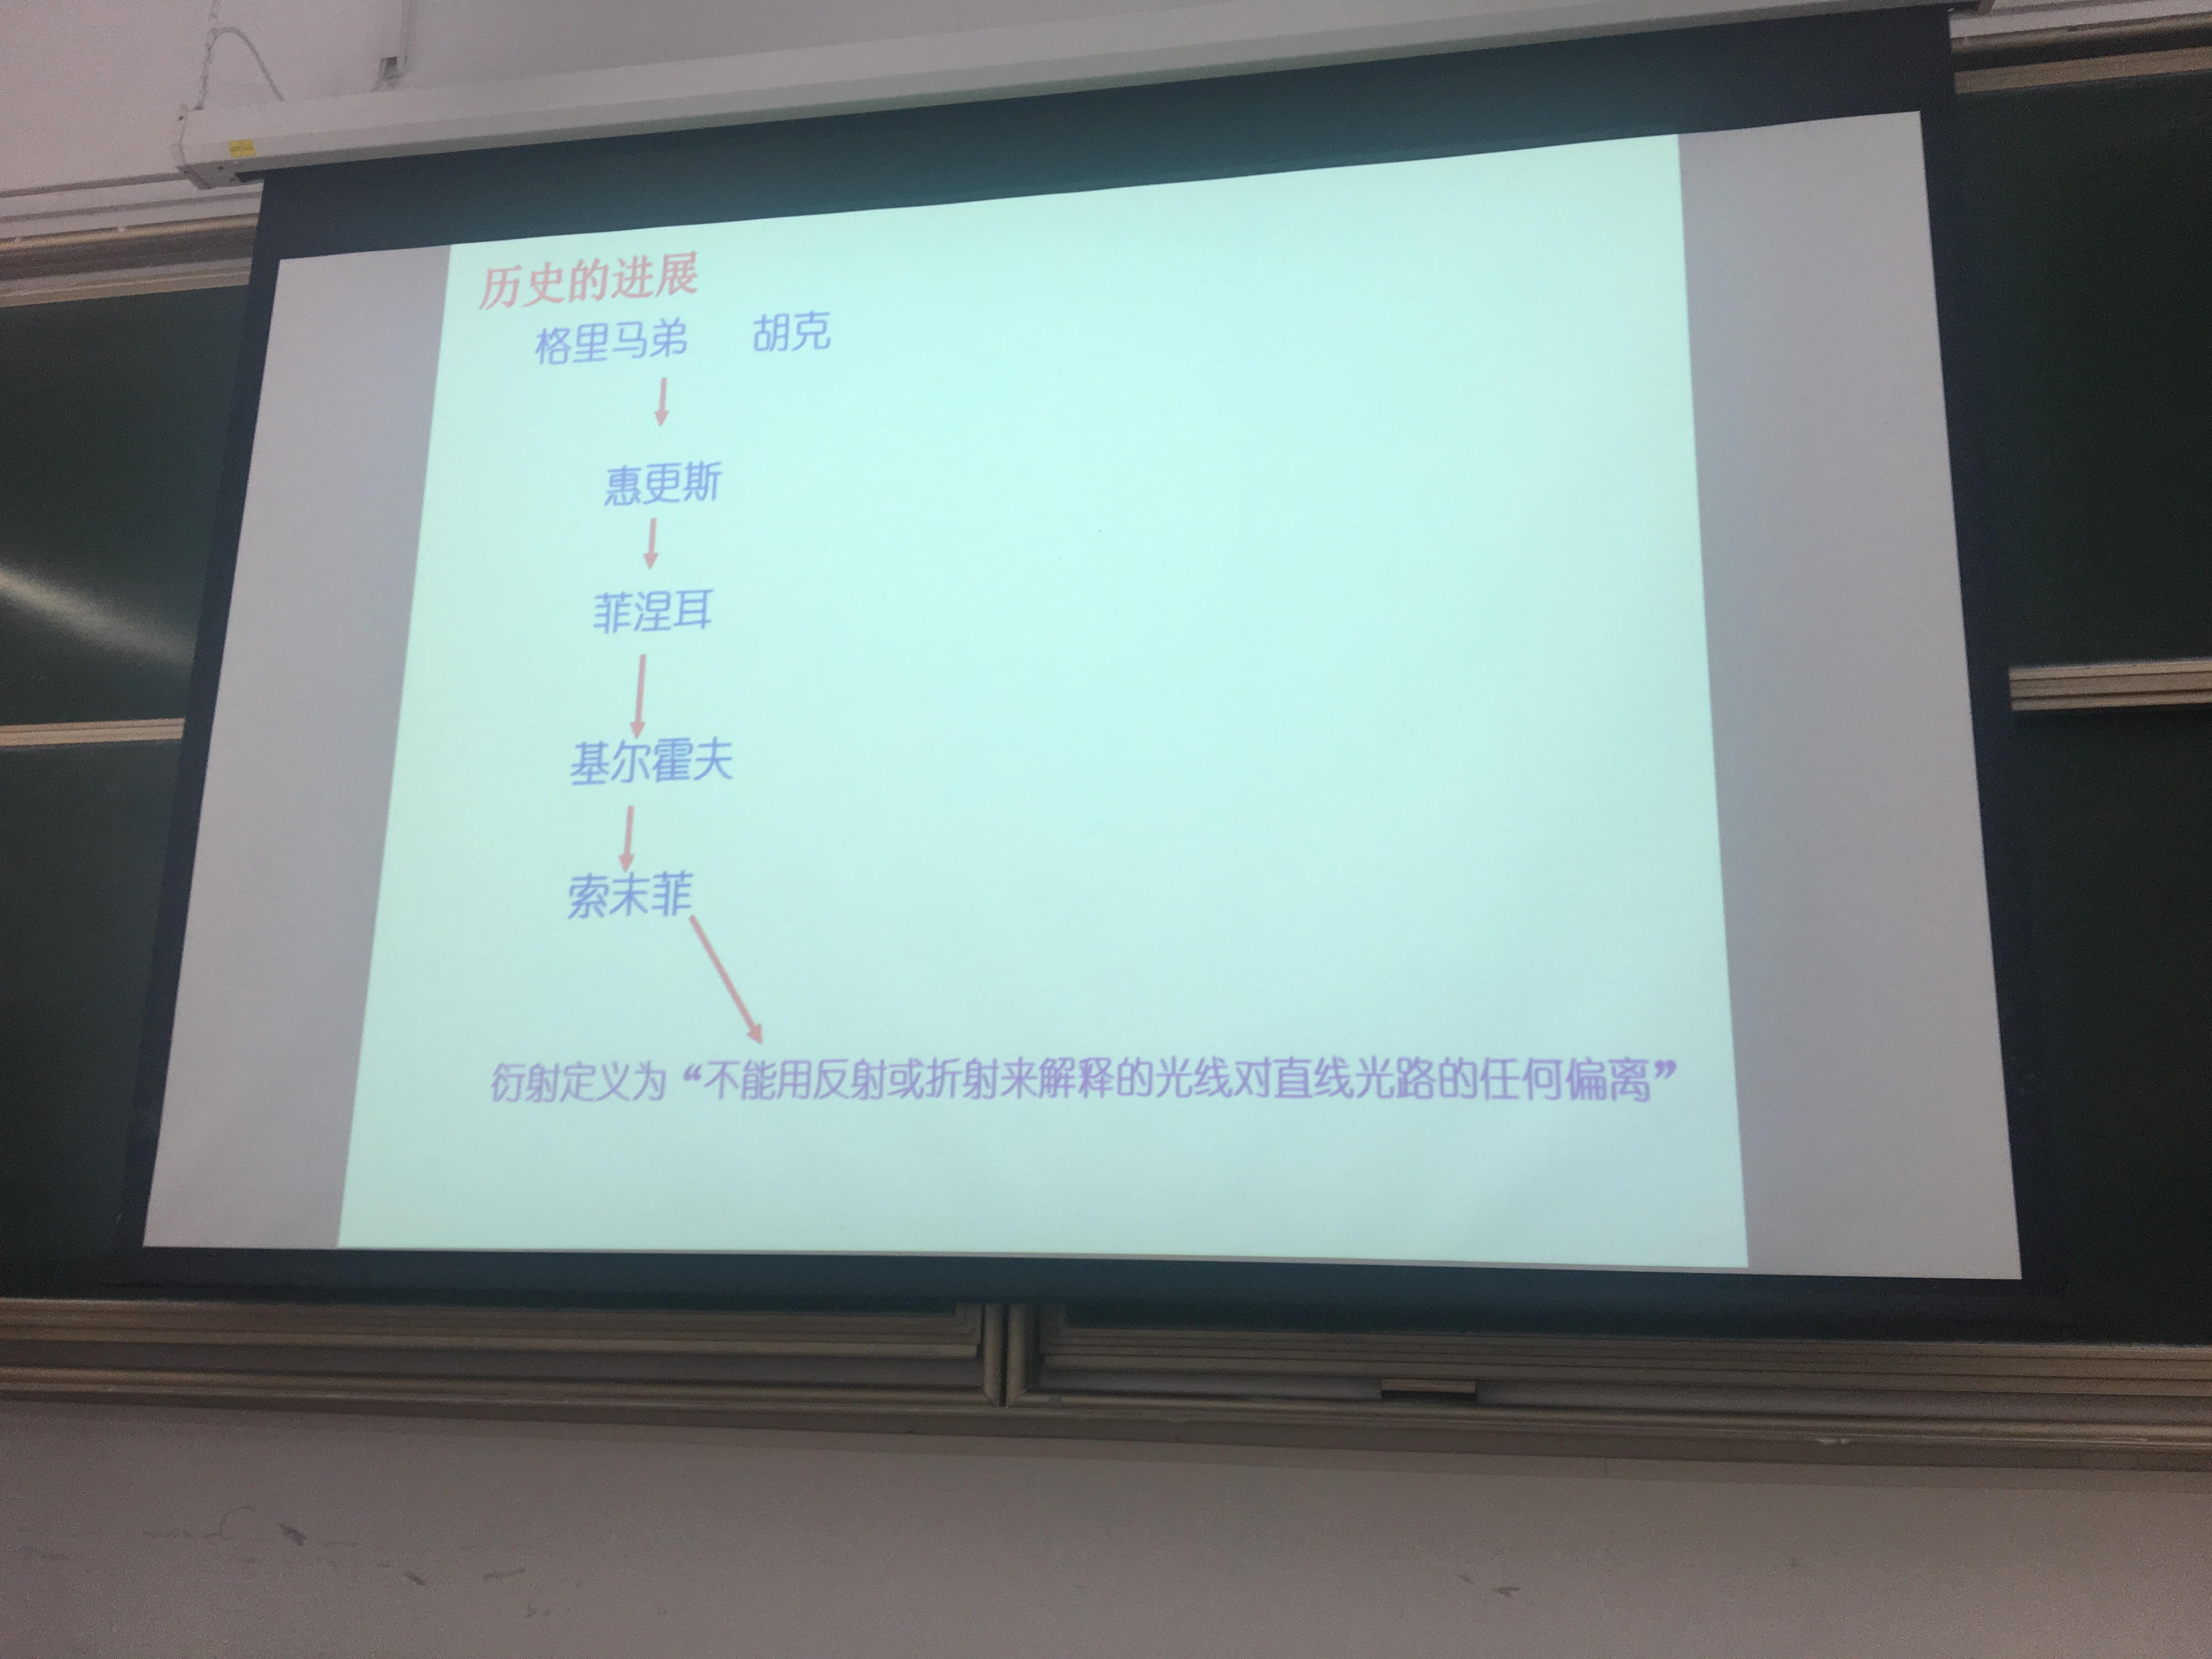 历史的进展
格里马弟 胡克
惠更斯
菲涅耳
基尔霍夫
索末菲
衍射定义为“不能用反射或折射来解释的光线对直线光路的任何偏离”